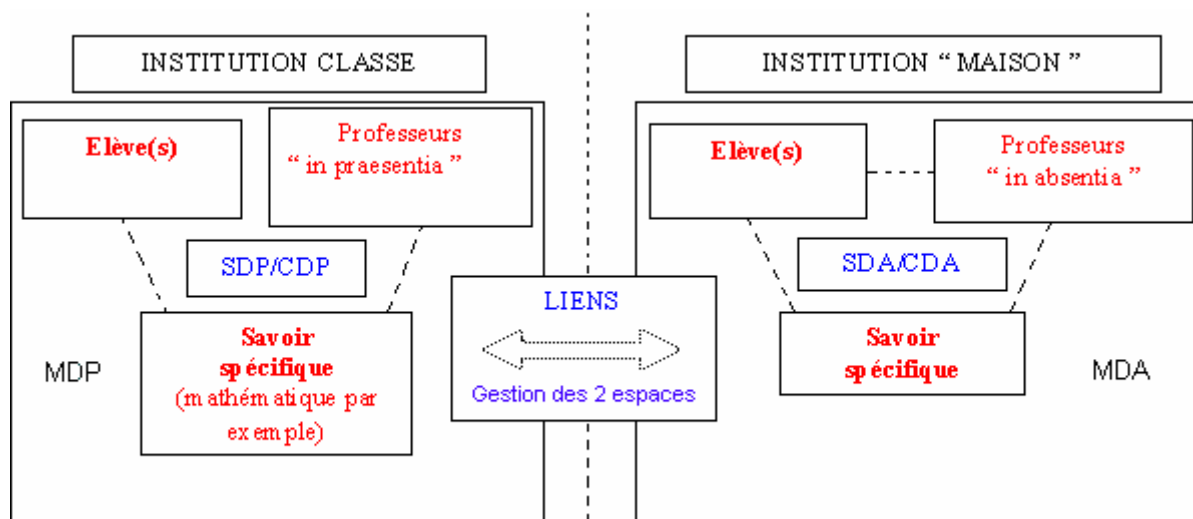 INSTITUTION CLASSE
Elève(s)
Professeurs
“ in praesentia ”
SDP/CDP
Savoir
spécifique
(mathématique par
exemple)
MDP
LIENS
Gestion des 2 espaces
INSTITUTION “ MAISON ”
Elève(s)
Professeurs
“ in absentia ”
SDA/CDA
Savoir
spécifique
MDA